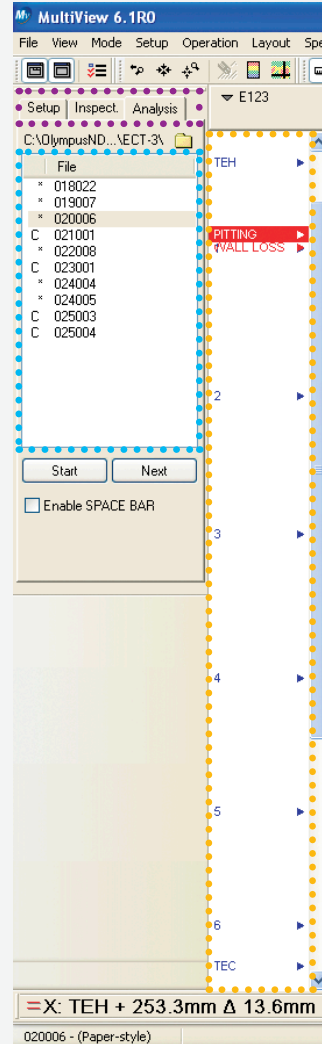 MultiView 6.1R0
File View Mode Setup Operation Layout
Setup Inspect. Analysis
E123
C:\OlympusND...\ECT-3\
File
* 018022
* 019007
* 020006
C 021001
* 022008
C 023001
* 024004
* 024005
C 025003
C 025004
Start Next
Enable SPACE BAR
TEH
PITTING
WALL LOSS
2
3
4
5
6
TEC
=X: TEH + 253.3mm Δ 13.6mm
020006 - (Paper-style)